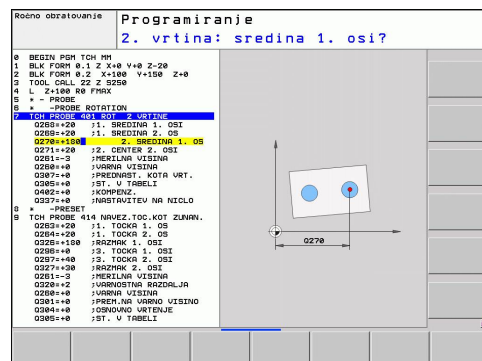 Ročno obratovanje
Programiranje
2. vrtina: sredina 1. osi?
0 BEGIN PGM TCH MM
1 BLK FORM 0.1 Z X+0 Y+0 Z-20
2 BLK FORM 0.2 X+100 Y+150 Z+0
3 TOOL CALL 22 Z S250
4 L Z+100 R0 FMAX
5 * - PROBE
6 * -PROBE ROTATION
7 TCH PROBE 401 ROT 2 VRTINE
Q268=+20 ;1. SREDINA 1. OSI
Q269=+20 ;1. SREDINA 2. OS
Q270=+180 2. SREDINA 1. OS
Q271=+20 ;2. CENTER 2. OSI
Q261=-3 ;MERILNA VISINA
Q260=+0 ;VARNA VISINA
Q307=+0 ;PREDNAST. KOTA VRT.
Q305=+0 ;ST. V TABELI
Q402=+0 ;KOMPENZ.
Q337=+0 ;NASTAVITEV NA NICLO
8 * -PRESET
9 TCH PROBE 414 NAVEZ.TOC.KOT ZUNAN.
Q263=+20 ;1. TOCKA 1. OS
Q264=+20 ;1. TOCKA 2. OS
Q326=+180 ;RAZMAK 1. OSI
Q296=+0 ;3. TOCKA 1. OSI
Q297=+40 ;3. TOCKA 2. OSI
Q327=+30 ;RAZMAK 2. OSI
Q261=-3 ;MERILNA VISINA
Q320=+2 ;VARNOSTNA RAZDALJA
Q260=+0 ;VARNA VISINA
Q301=+0 ;PREM.NA VARNO VISINO
Q304=+0 ;OSNOVNO VRTENJE
Q305=+0 ;ST. V TABELI
Q270